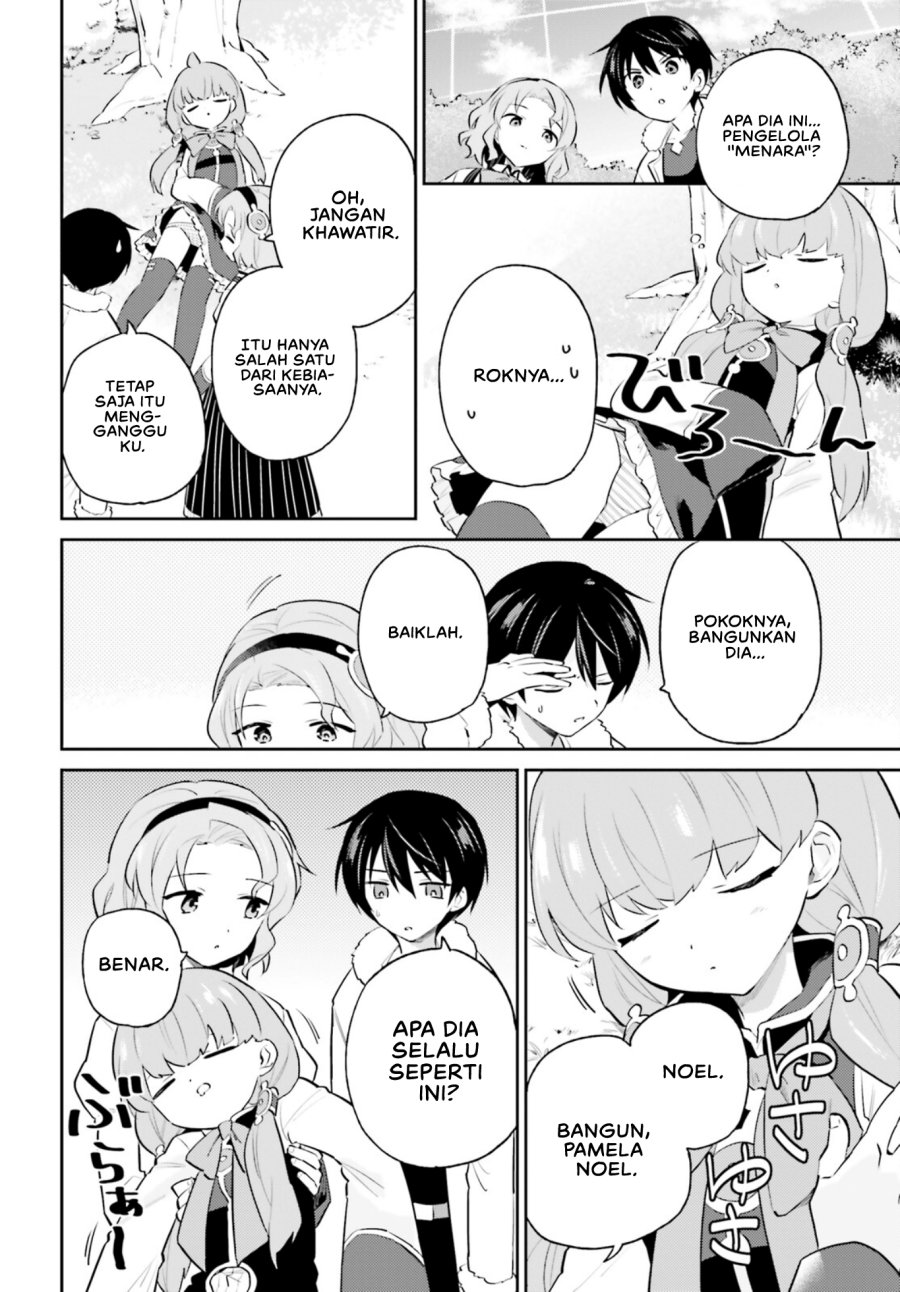 APA DIA INI...
PENGELOLA
"MENARA"?
ROKNYA...
びろ〜ん
OH,
JANGAN
KHAWATIR.
ITU HANYA
SALAH SATU
DARI KEBIA-
SAANYA.
TETAP
SAJA ITU
MENG-
GANGGU
KU.
POKOKNYA,
BANGUNKAN
DIA...
BAIKLAH.
NOEL.
BANGUN,
PAMELA
NOEL.
ゆさ
ゆさ
APA DIA
SELALU
SEPERTI
INI?
BENAR.
ぶらぁ〜